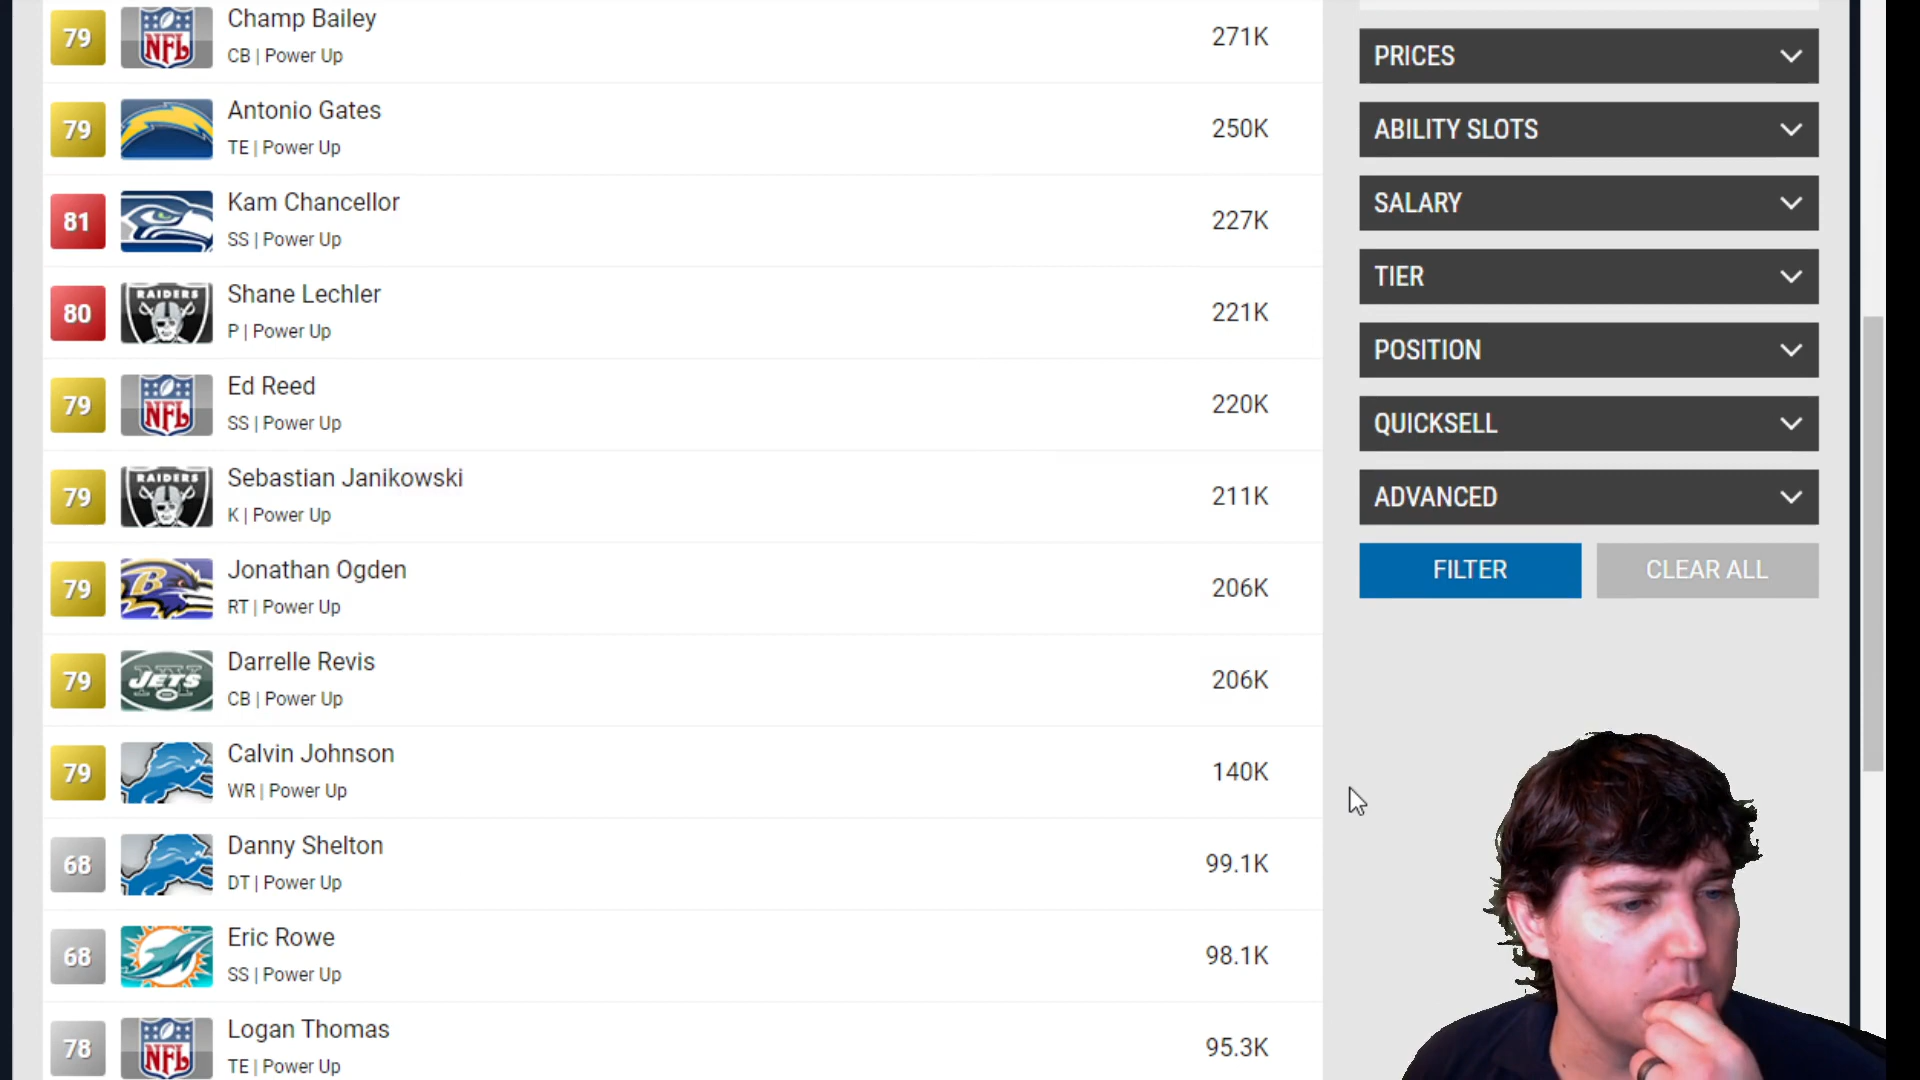 79
NFL
Champ Bailey
CB | Power Up
271K
79
Antonio Gates
TE | Power Up
250K
81
Kam Chancellor
SS | Power Up
227K
80
RAIDERS
Shane Lechler
P | Power Up
221K
79
NFL
Ed Reed
SS | Power Up
220K
79
RAIDERS
Sebastian Janikowski
K | Power Up
211K
79
B
Jonathan Ogden
RT | Power Up
206K
79
NY JETS
Darrelle Revis
CB | Power Up
206K
79
Calvin Johnson
WR | Power Up
140K
68
Danny Shelton
DT | Power Up
99.1K
68
Eric Rowe
SS | Power Up
98.1K
78
NFL
Logan Thomas
TE | Power Up
95.3K
PRICES
ABILITY SLOTS
SALARY
TIER
POSITION
QUICKSELL
ADVANCED
FILTER
CLEAR ALL